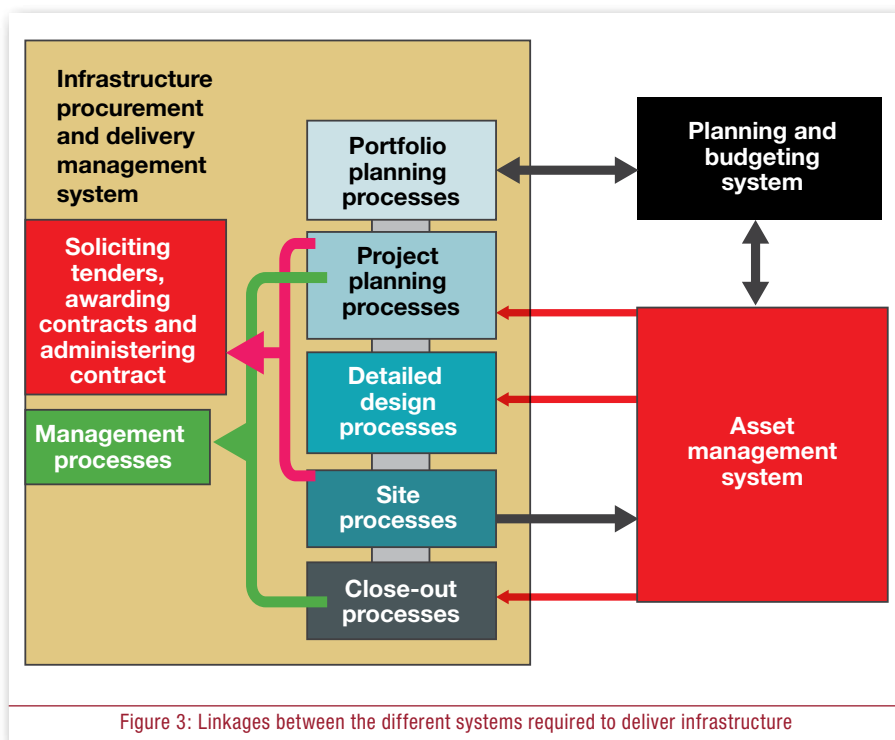 Infrastructure
procurement
and delivery
management
system
Portfolio
planning
processes
Planning and
budgeting
system
Soliciting
tenders,
awarding
contracts and
administering
contract
Project
planning
processes
Detailed
design
processes
Management
processes
Asset
management
system
Site
processes
Close-out
processes
Figure 3: Linkages between the different systems required to deliver infrastructure